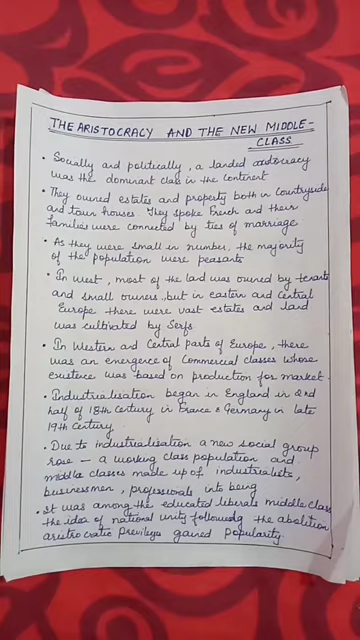 THE ARISTOCRACY AND THE NEW MIDDLE-
CLASS
• Socially and politically, a landed aristocracy
was the dominant class in the continent
• They owned estates and property both in Countryside
and town houses. They spoke French and their
families were connected by ties of marriage
• As they were small in number, the majority
of the population were peasants
• In west, most of the land was owned by tenants
and small owners, but in eastern and Central
Europe there were vast estates and land
was cultivated by Serfs
• In Western and Central parts of Europe, there
was an emergence of Commercial classes whose
existence was based on production for market.
• Industrialisation began in England in 2nd
half of 18th Century in France & Germany in late
19th Century.
• Due to industrialisation a new social group
rose – a working class population and
middle classes made up of industrialists,
businessmen, professionals into being
• It was among the educated liberals middle class
the idea of national unity following the abolition
aristrocratic previleys gained popularity.